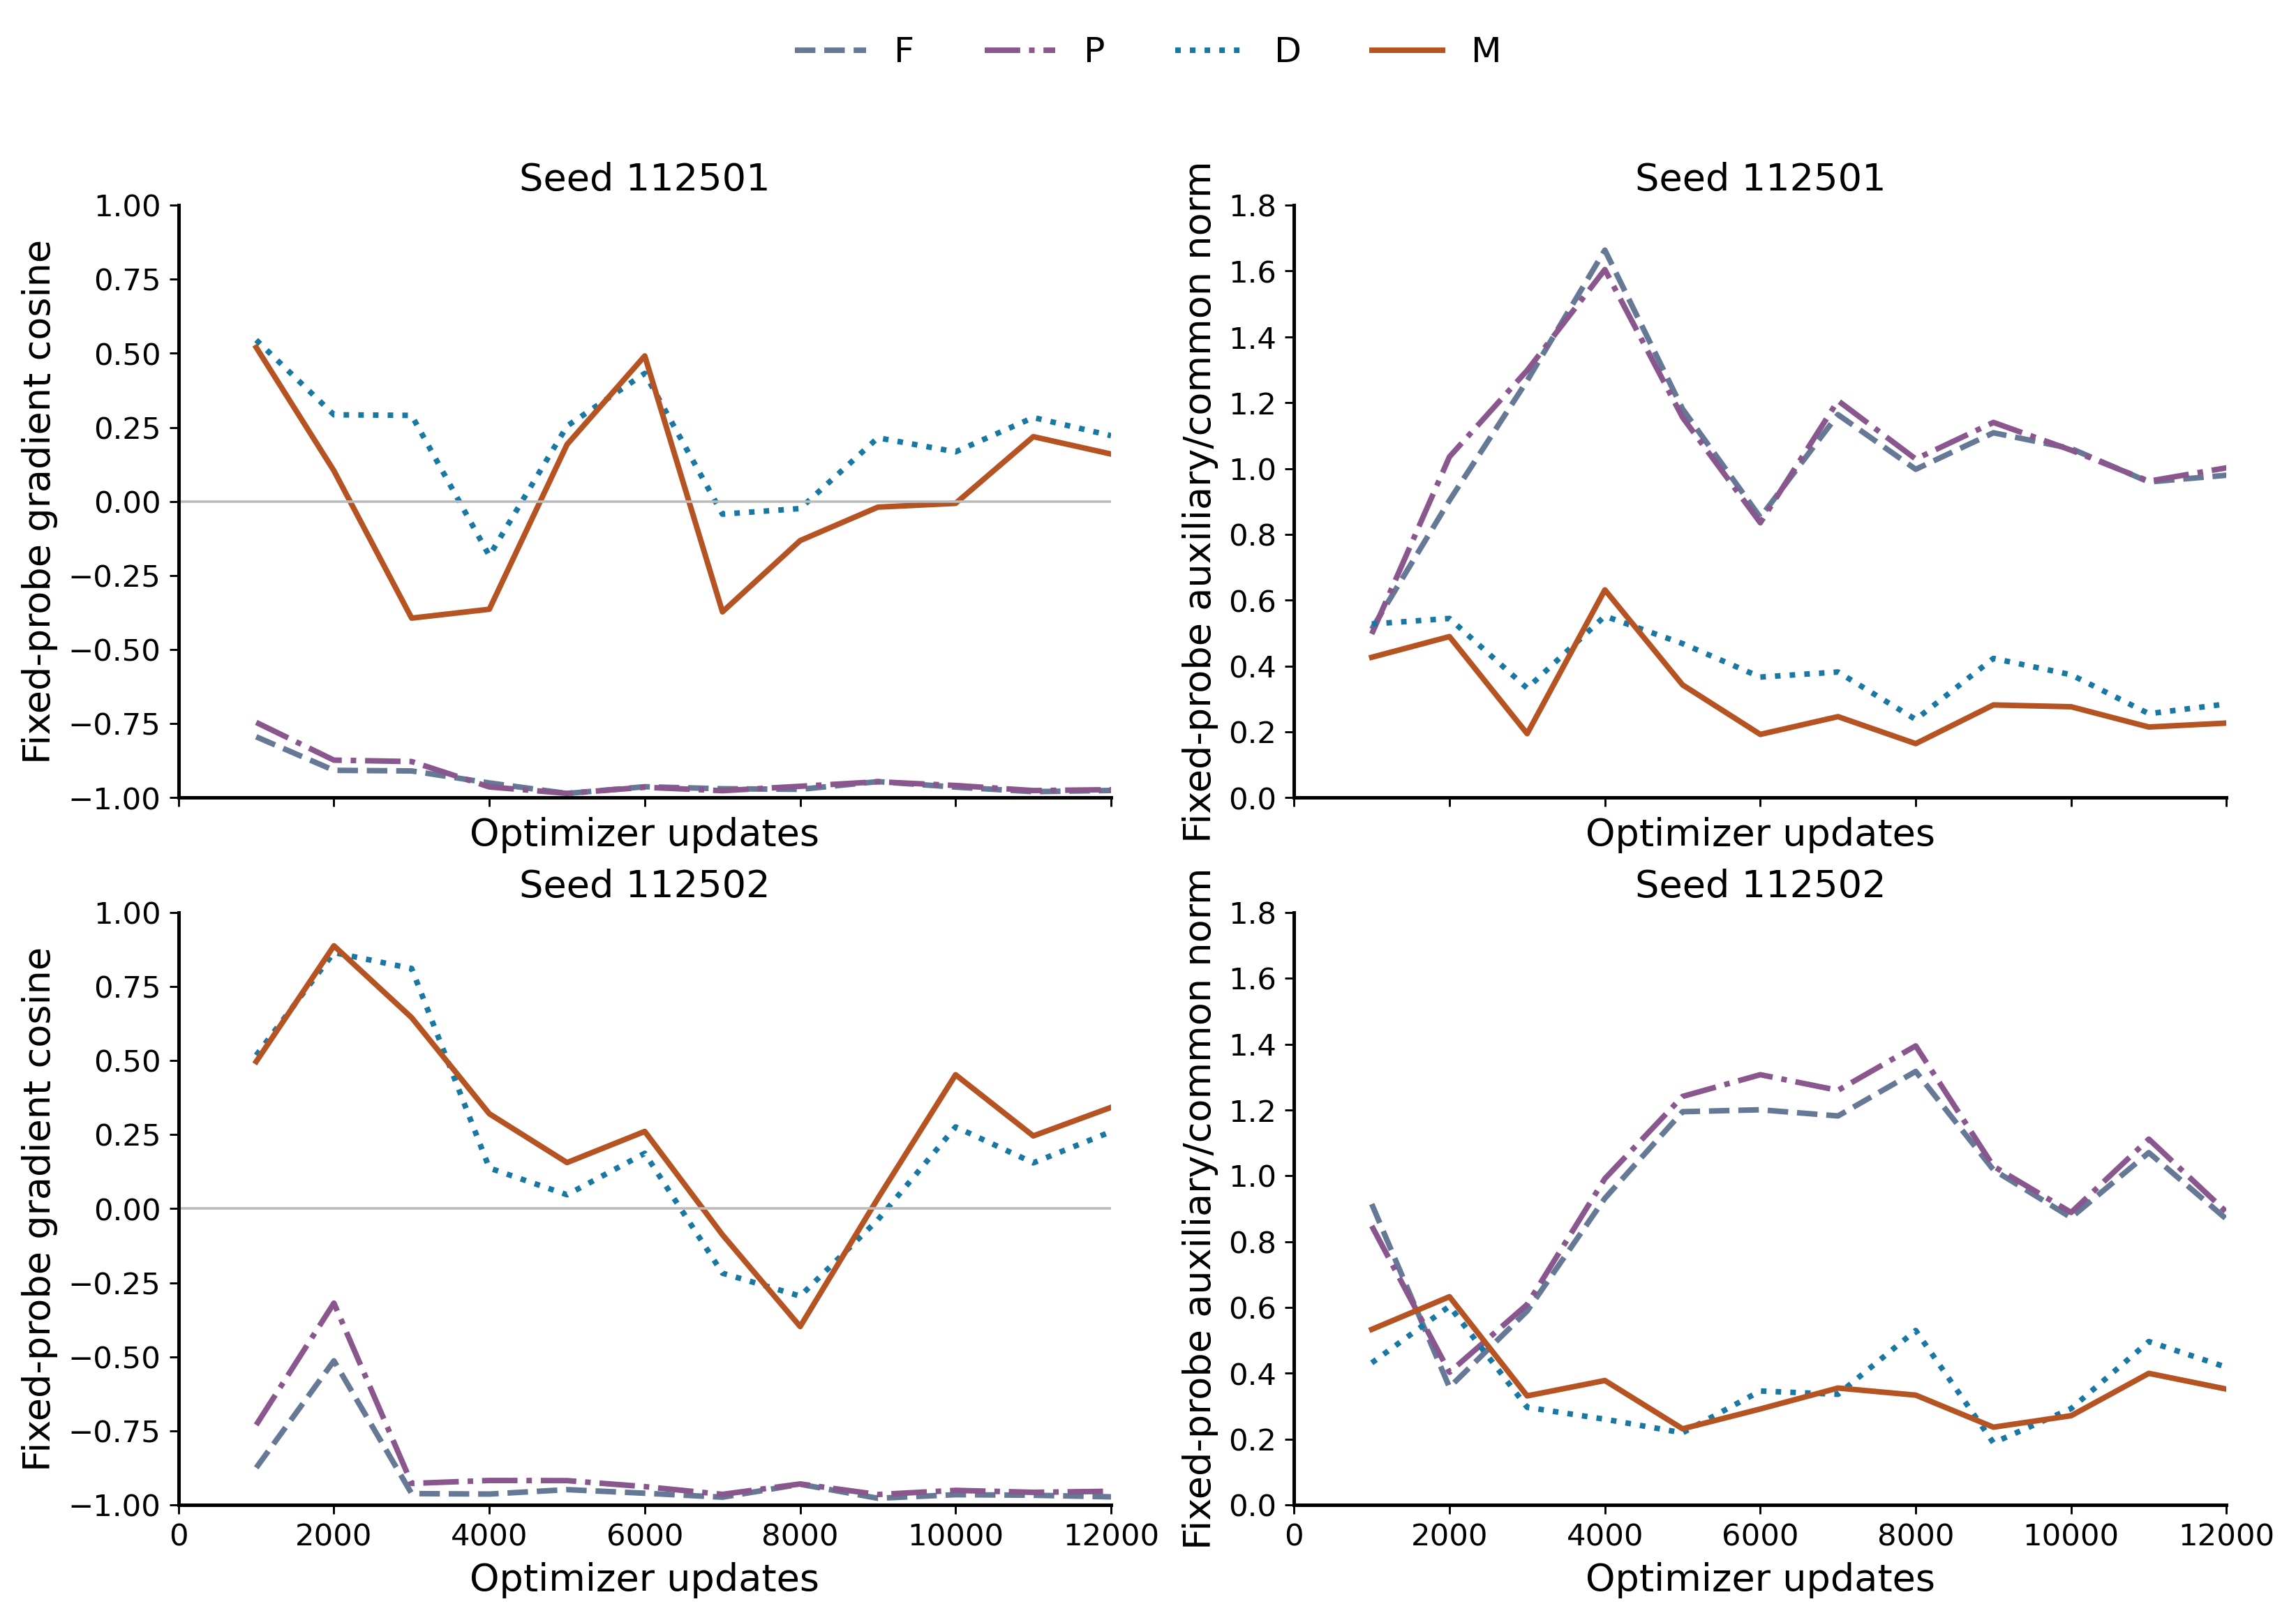 F P D M
Seed 112501
Fixed-probe gradient cosine
1.00
0.75
0.50
0.25
0.00
−0.25
−0.50
−0.75
−1.00
Optimizer updates
Seed 112501
Fixed-probe auxiliary/common norm
1.8
1.6
1.4
1.2
1.0
0.8
0.6
0.4
0.2
0.0
Optimizer updates
Seed 112502
Fixed-probe gradient cosine
1.00
0.75
0.50
0.25
0.00
−0.25
−0.50
−0.75
−1.00
0 2000 4000 6000 8000 10000 12000
Optimizer updates
Seed 112502
Fixed-probe auxiliary/common norm
1.8
1.6
1.4
1.2
1.0
0.8
0.6
0.4
0.2
0.0
0 2000 4000 6000 8000 10000 12000
Optimizer updates